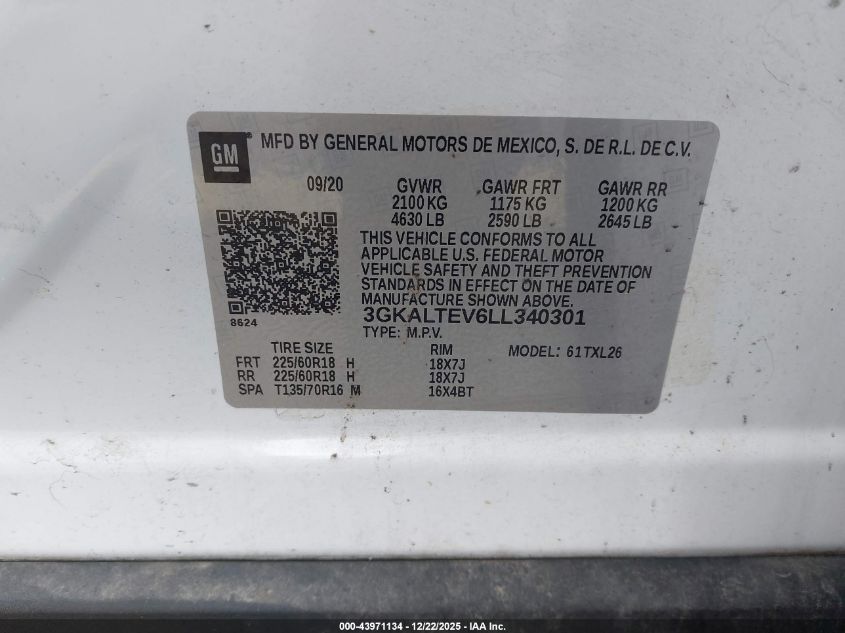 GM
MFD BY GENERAL MOTORS DE MEXICO, S. DE R.L. DE C.V.
09/20 GVWR GAWR FRT GAWR RR
2100 KG 1175 KG 1200 KG
4630 LB 2590 LB 2645 LB
THIS VEHICLE CONFORMS TO ALL
APPLICABLE U.S. FEDERAL MOTOR
VEHICLE SAFETY AND THEFT PREVENTION
STANDARDS IN EFFECT ON THE DATE OF
MANUFACTURE SHOWN ABOVE.
3GKALTEV6LL340301
8624
TYPE: M.P.V.
TIRE SIZE RIM MODEL: 61TXL26
FRT 225/60R18 H 18X7J
RR 225/60R18 H 18X7J
SPA T135/70R16 M 16X4BT
000-43971134 - 12/22/2025 - IAA Inc.